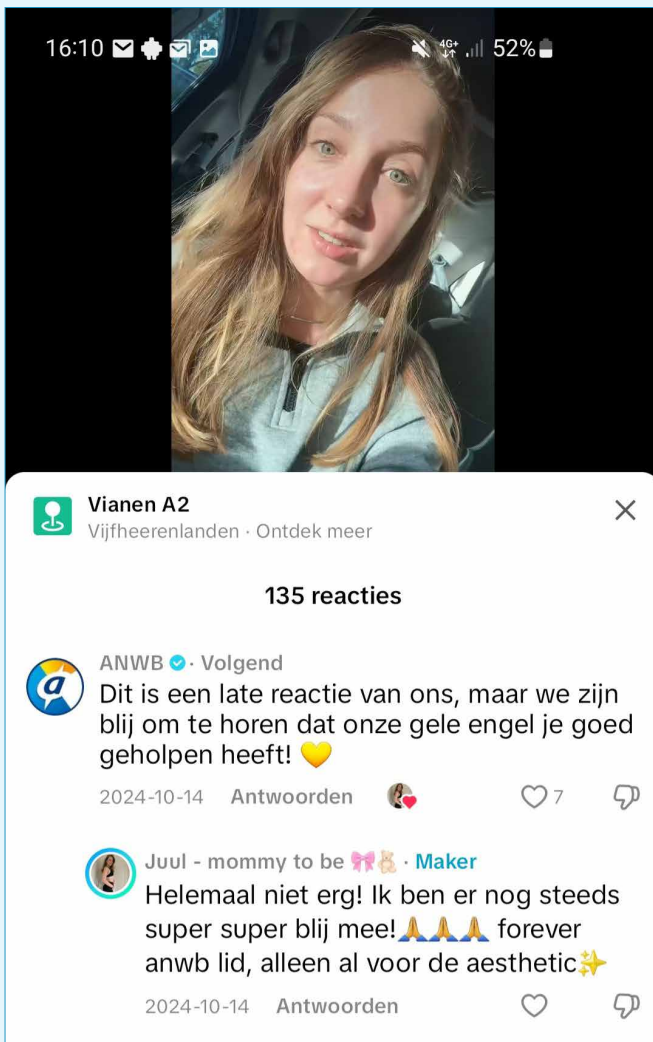 16:10 4G+ 52%
Vianen A2
Vijfheerenlanden · Ontdek meer
135 reacties
ANWB · Volgend
Dit is een late reactie van ons, maar we zijn
blij om te horen dat onze gele engel je goed
geholpen heeft! 💛
2024-10-14 Antwoorden 7
Juul - mommy to be 🎀🧸 · Maker
Helemaal niet erg! Ik ben er nog steeds
super super blij mee!🙏🙏🙏 forever
anwb lid, alleen al voor de aesthetic✨
2024-10-14 Antwoorden